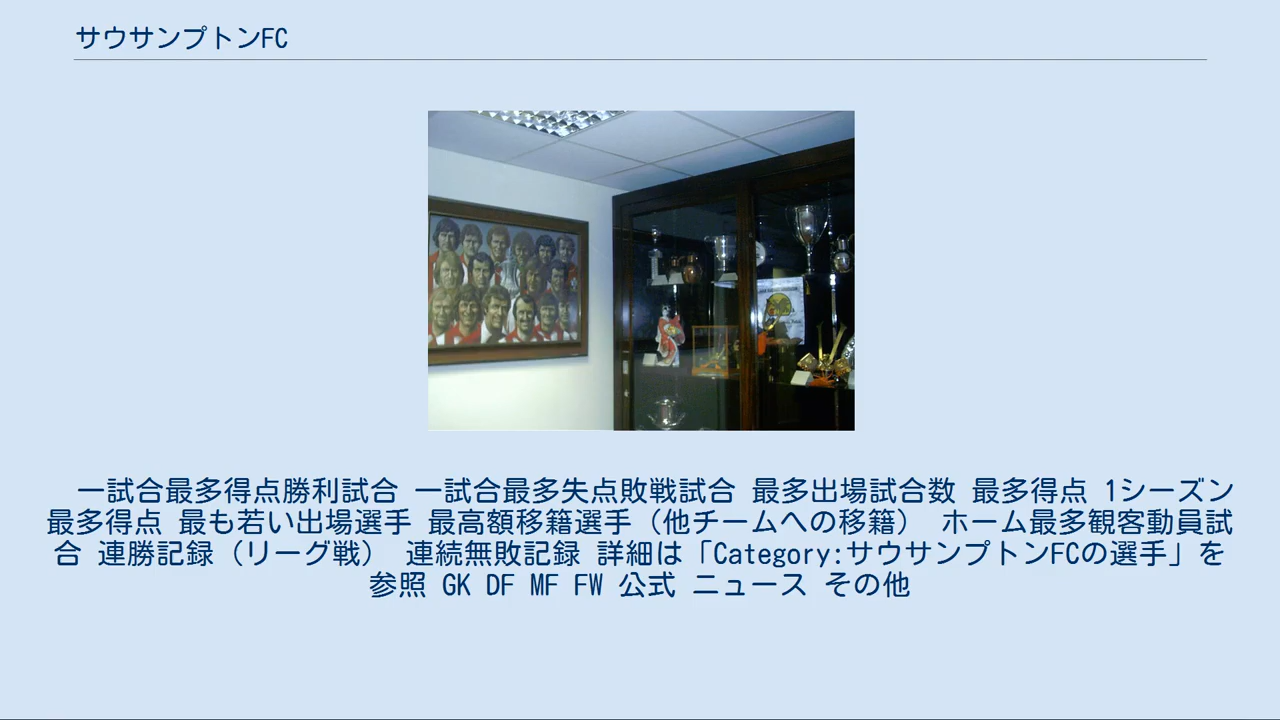 サウサンプトンFC
一試合最多得点勝利試合 一試合最多失点敗戦試合 最多出場試合数 最多得点 1シーズン
最多得点 最も若い出場選手 最高額移籍選手（他チームへの移籍） ホーム最多観客動員試
合 連勝記録（リーグ戦） 連続無敗記録 詳細は「Category:サウサンプトンFCの選手」を
参照 GK DF MF FW 公式 ニュース その他